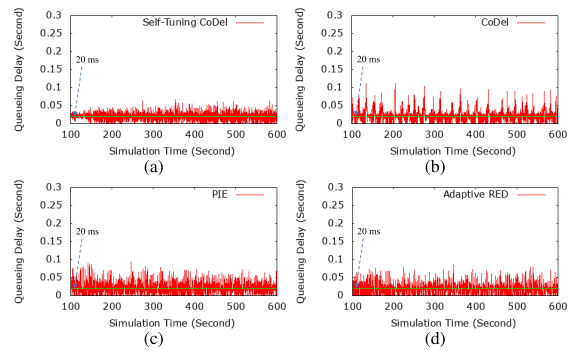 Self-Tuning CoDel
Queueing Delay (Second)
0.3
0.25
0.2
0.15
0.1
0.05
0
20 ms
100 200 300 400 500 600
Simulation Time (Second)
(a)
CoDel
Queueing Delay (Second)
0.3
0.25
0.2
0.15
0.1
0.05
0
20 ms
100 200 300 400 500 600
Simulation Time (Second)
(b)
PIE
Queueing Delay (Second)
0.3
0.25
0.2
0.15
0.1
0.05
0
20 ms
100 200 300 400 500 600
Simulation Time (Second)
(c)
Adaptive RED
Queueing Delay (Second)
0.3
0.25
0.2
0.15
0.1
0.05
0
20 ms
100 200 300 400 500 600
Simulation Time (Second)
(d)